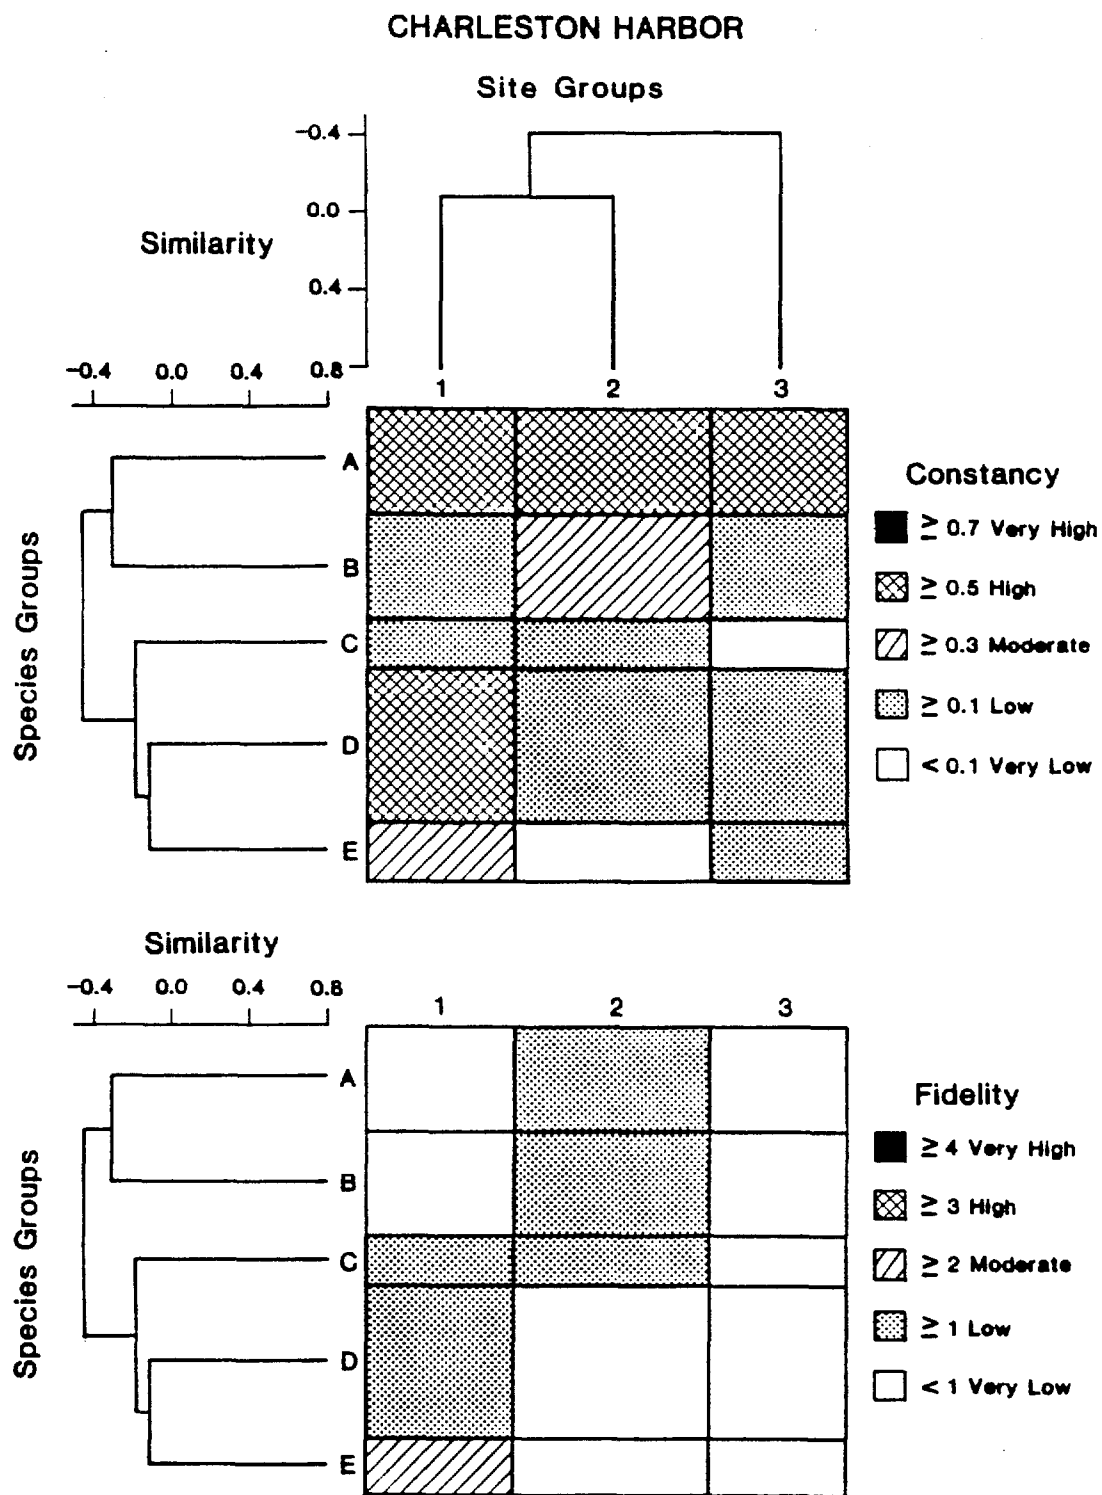 CHARLESTON HARBOR
Site Groups
-0.4
0.0
Similarity
0.4
0.8
-0.4 0.0 0.4 0.8
1 2 3
Species Groups
A
B
C
D
E
Constancy
≥ 0.7 Very High
≥ 0.5 High
≥ 0.3 Moderate
≥ 0.1 Low
< 0.1 Very Low
Similarity
-0.4 0.0 0.4 0.8
1 2 3
Species Groups
A
B
C
D
E
Fidelity
≥ 4 Very High
≥ 3 High
≥ 2 Moderate
≥ 1 Low
< 1 Very Low